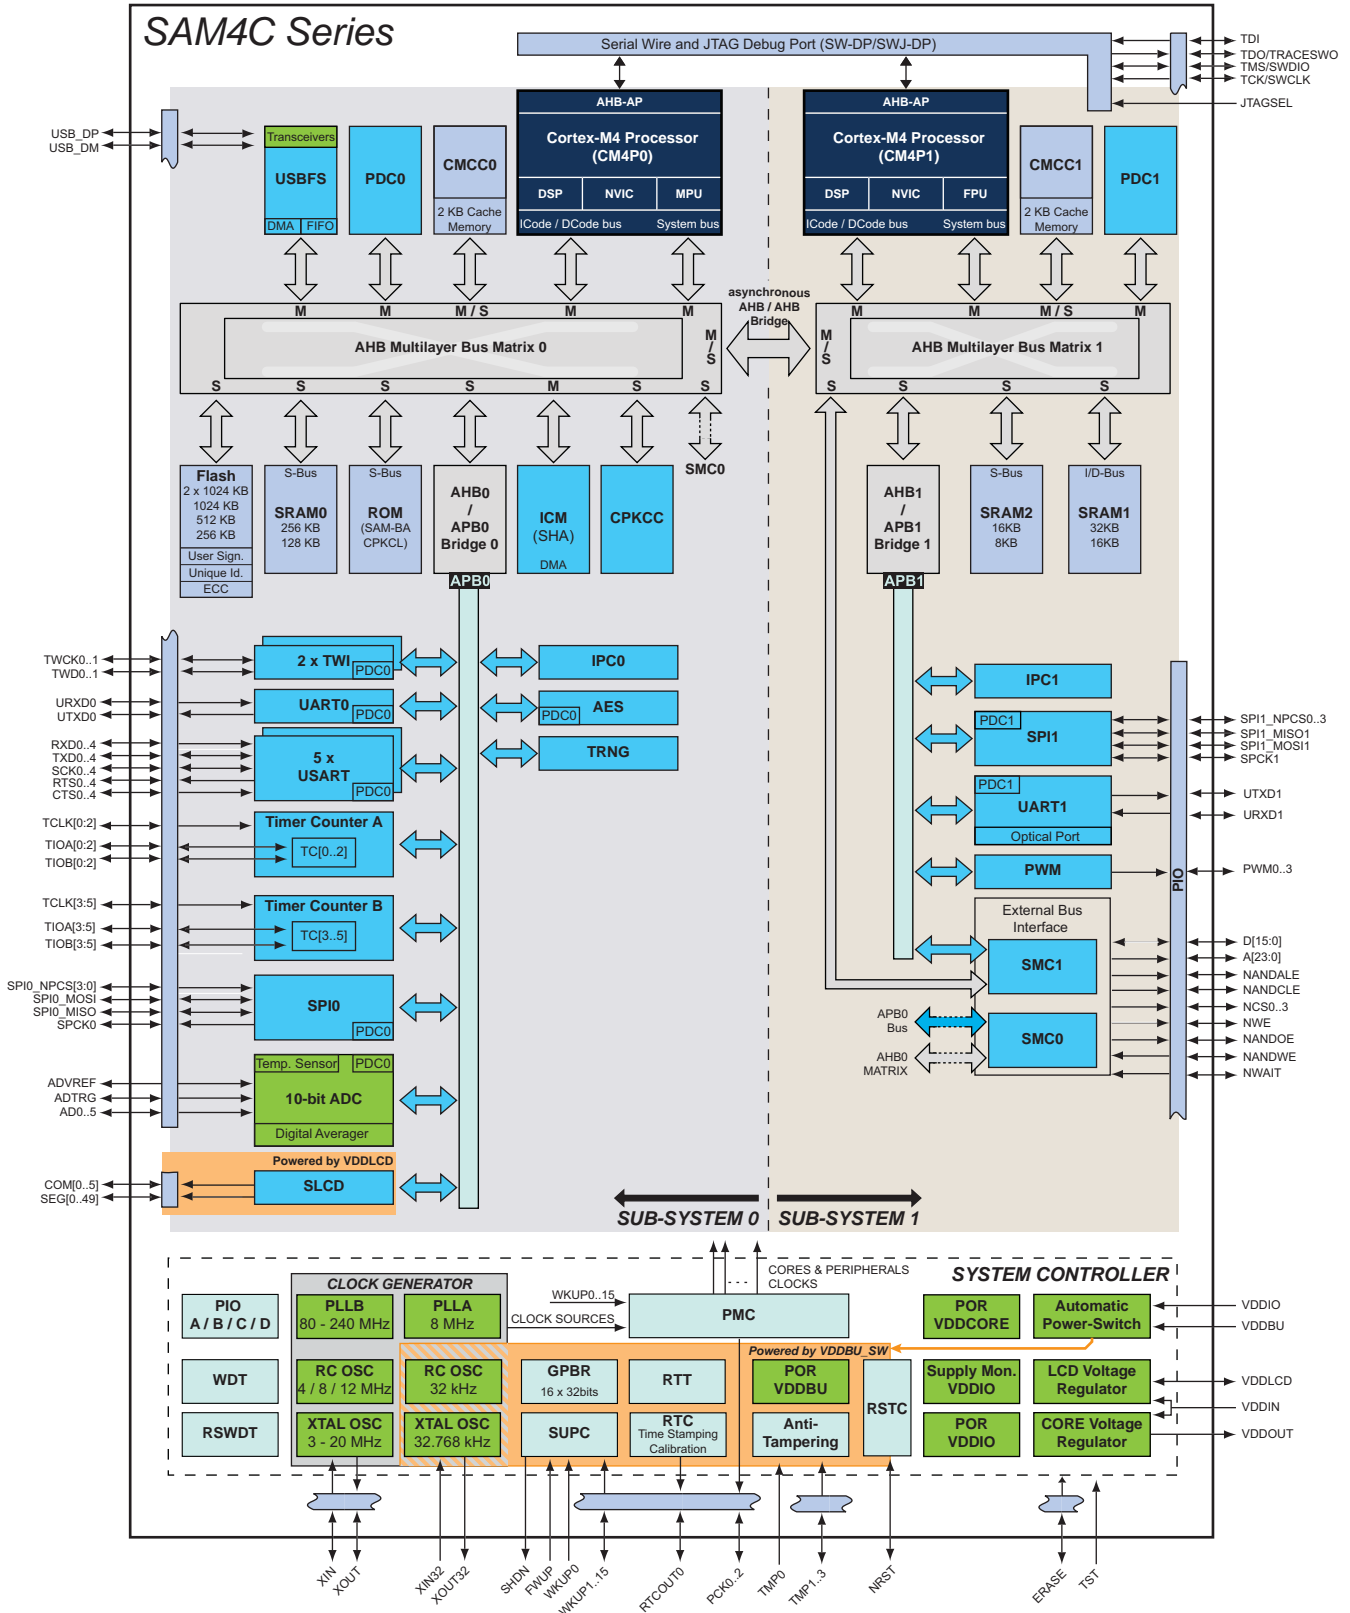 SAM4C Series
Serial Wire and JTAG Debug Port (SW-DP/SWJ-DP)
TDI
TDO/TRACESWO
TMS/SWDIO
TCK/SWCLK
JTAGSEL
USB_DP
USB_DM
Transceivers
USBFS
DMA
FIFO
PDC0
CMCC0
2 KB Cache
Memory
AHB-AP
Cortex-M4 Processor
(CM4P0)
DSP
NVIC
MPU
ICode / DCode bus
System bus
AHB-AP
Cortex-M4 Processor
(CM4P1)
DSP
NVIC
FPU
ICode / DCode bus
System bus
CMCC1
2 KB Cache
Memory
PDC1
asynchronous
AHB / AHB
Bridge
M
M
M / S
M
M
M
/
S
AHB Multilayer Bus Matrix 0
S
S
S
S
M
S
S
M
M
M / S
M
M
/
S
AHB Multilayer Bus Matrix 1
S
S
S
S
Flash
2 x 1024 KB
1024 KB
512 KB
256 KB
User Sign.
Unique Id.
ECC
S-Bus
SRAM0
256 KB
128 KB
S-Bus
ROM
(SAM-BA
CPKCL)
AHB0
/
APB0
Bridge 0
APB0
ICM
(SHA)
DMA
CPKCC
SMC0
AHB1
/
APB1
Bridge 1
APB1
S-Bus
SRAM2
16KB
8KB
I/D-Bus
SRAM1
32KB
16KB
TWCK0..1
TWD0..1
URXD0
UTXD0
RXD0..4
TXD0..4
SCK0..4
RTS0..4
CTS0..4
TCLK[0:2]
TIOA[0:2]
TIOB[0:2]
TCLK[3:5]
TIOA[3:5]
TIOB[3:5]
SPI0_NPCS[3:0]
SPI0_MOSI
SPI0_MISO
SPCK0
ADVREF
ADTRG
AD0..5
COM[0..5]
SEG[0..49]
2 x TWI
PDC0
UART0
PDC0
5 x
USART
PDC0
Timer Counter A
TC[0..2]
Timer Counter B
TC[3..5]
SPI0
PDC0
Temp. Sensor
PDC0
10-bit ADC
Digital Averager
Powered by VDDLCD
SLCD
IPC0
AES
PDC0
TRNG
IPC1
PDC1
SPI1
PDC1
UART1
Optical Port
PWM
External Bus
Interface
SMC1
SMC0
APB0
Bus
AHB0
MATRIX
PIO
SPI1_NPCS0..3
SPI1_MISO1
SPI1_MOSI1
SPCK1
UTXD1
URXD1
PWM0..3
D[15:0]
A[23:0]
NANDALE
NANDCLE
NCS0..3
NWE
NANDOE
NANDWE
NWAIT
SUB-SYSTEM 0
SUB-SYSTEM 1
SYSTEM CONTROLLER
CORES & PERIPHERALS
CLOCKS
PIO
A / B / C / D
WDT
RSWDT
CLOCK GENERATOR
PLLB
80 - 240 MHz
PLLA
8 MHz
RC OSC
4 / 8 / 12 MHz
RC OSC
32 kHz
XTAL OSC
3 - 20 MHz
XTAL OSC
32.768 kHz
WKUP0..15
CLOCK SOURCES
PMC
Powered by VDDBU_SW
GPBR
16 x 32bits
RTT
POR
VDDBU
SUPC
RTC
Time Stamping
Calibration
Anti-
Tampering
RSTC
POR
VDDCORE
Automatic
Power-Switch
Supply Mon.
VDDIO
LCD Voltage
Regulator
POR
VDDIO
CORE Voltage
Regulator
VDDIO
VDDBU
VDDLCD
VDDIN
VDDOUT
XIN
XOUT
XIN32
XOUT32
SHDN
FWUP
WKUP0
WKUP1..15
RTCOUT0
PCK0..2
TMP0
TMP1..3
NRST
ERASE
TST